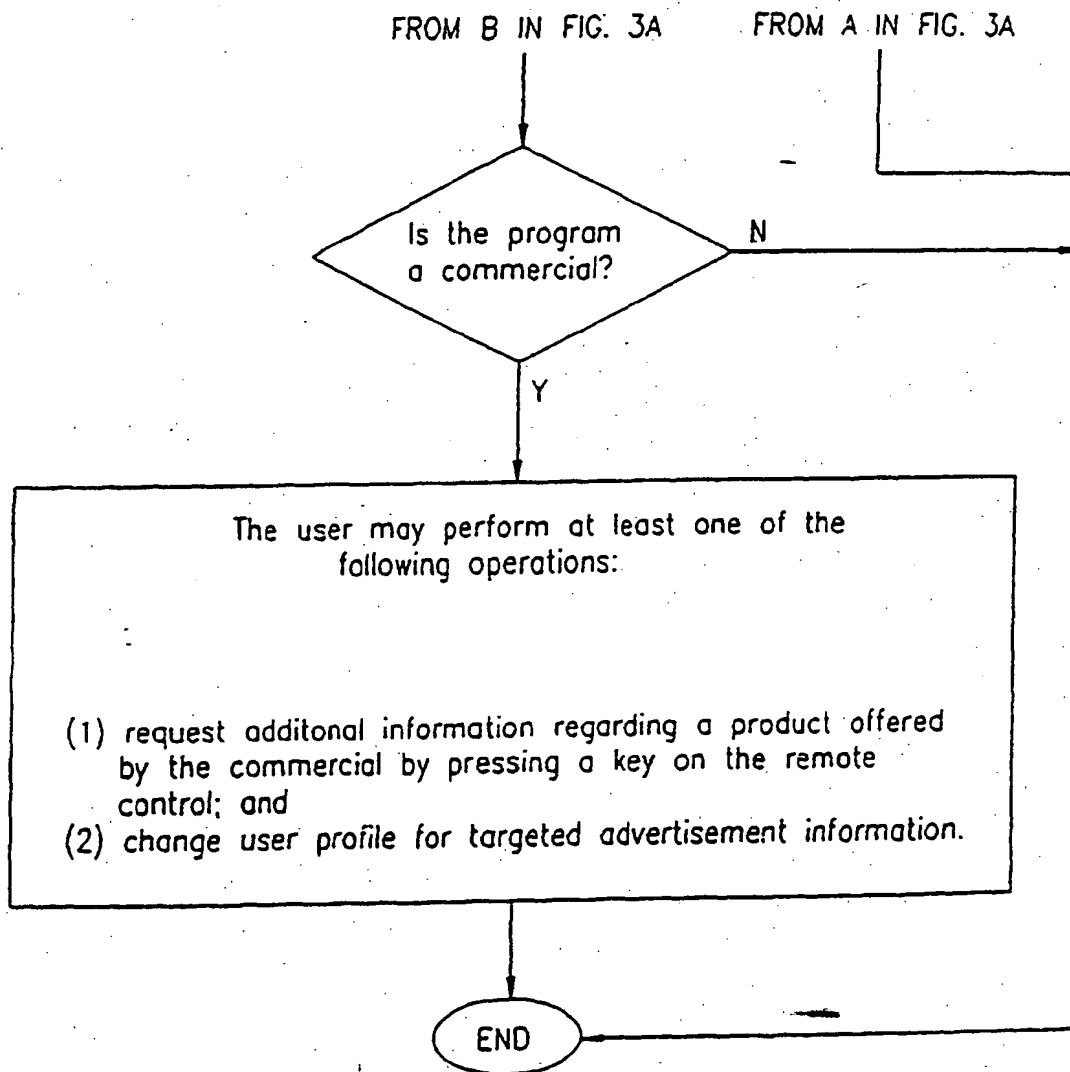 FROM B IN FIG. 3A
FROM A IN FIG. 3A
Is the program
a commercial?
N
Y
The user may perform at least one of the
following operations:
(1) request additonal information regarding a product offered
by the commercial by pressing a key on the remote
control; and
(2) change user profile for targeted advertisement information.
END